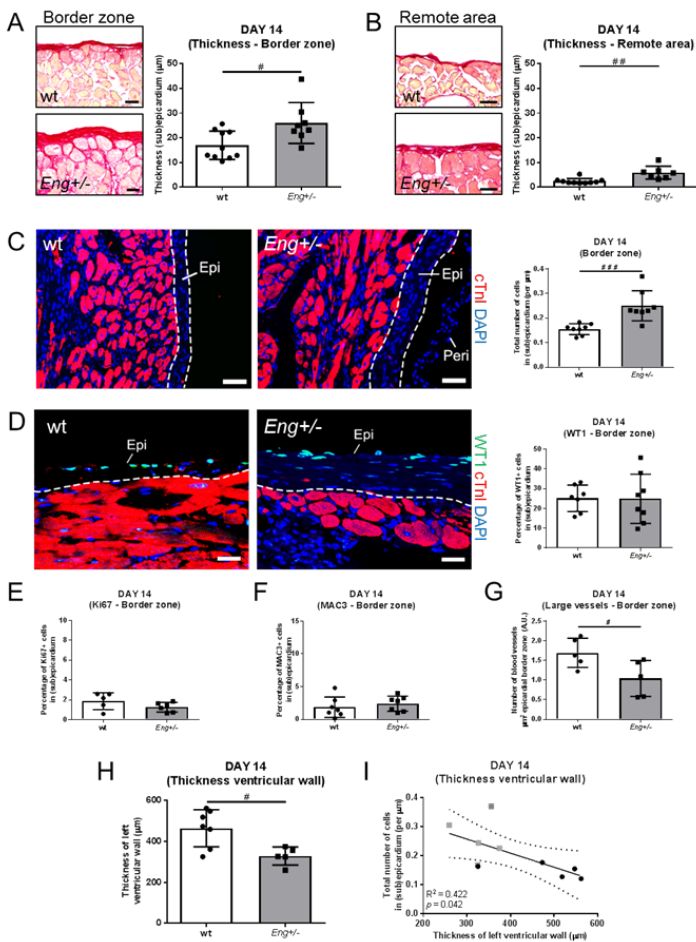 A
Border zone
wt
Eng+/-
DAY 14
(Thickness - Border zone)
Thickness (sub)epicardium (µm)
50
40
30
20
10
0
#
wt
Eng+/-
B
Remote area
wt
Eng+/-
DAY 14
(Thickness - Remote area)
Thickness (sub)epicardium (µm)
50
40
30
20
10
0
##
wt
Eng+/-
C
wt
Epi
Eng+/-
Epi
Peri
cTnI DAPI
DAY 14
(Border zone)
Total number of cells
in (sub)epicardium (per µm)
0.4
0.3
0.2
0.1
0.0
###
wt
Eng+/-
D
wt
Epi
Eng+/-
Epi
WT1 cTnI DAPI
DAY 14
(WT1 - Border zone)
Percentage of WT1+ cells
in (sub)epicardium
50
40
30
20
10
0
wt
Eng+/-
E
DAY 14
(Ki67 - Border zone)
Percentage of Ki67+ cells
in (sub)epicardium
10
8
6
4
2
0
wt
Eng+/-
F
DAY 14
(MAC3 - Border zone)
Percentage of MAC3+ cells
in (sub)epicardium
15
10
5
0
wt
Eng+/-
G
DAY 14
(Large vessels - Border zone)
Number of blood vessels
µm² epicardial border zone (A.U.)
2.5
2.0
1.5
1.0
0.5
0.0
#
wt
Eng+/-
H
DAY 14
(Thickness ventricular wall)
Thickness of left
ventricular wall (µm)
600
400
200
0
#
wt
Eng+/-
I
DAY 14
(Thickness ventricular wall)
Total number of cells
in (sub)epicardium (per µm)
0.4
0.3
0.2
0.1
0.0
R² = 0.422
p = 0.042
200
300
400
500
600
Thickness of left ventricular wall (µm)